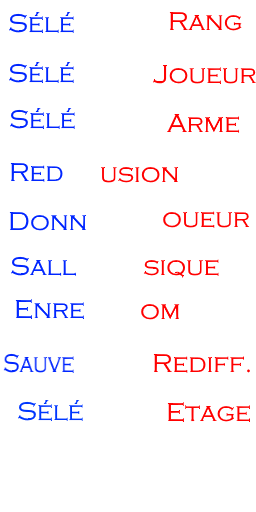 Sélé Rang
Sélé Joueur
Sélé Arme
Red usion
Donn oueur
Sall sique
Enre om
Sauve Rediff.
Sélé Etage